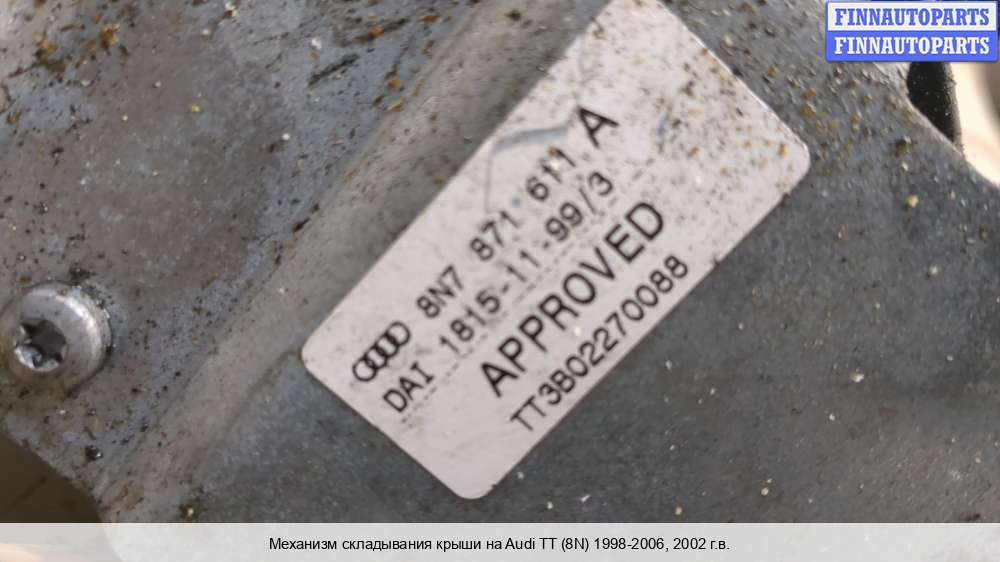 FINNAUTOPARTS
FINNAUTOPARTS
8N7 871 611 A
DAI 1815-11-99/3
APPROVED
TT3B02270088
Механизм складывания крыши на Audi TT (8N) 1998-2006, 2002 г.в.